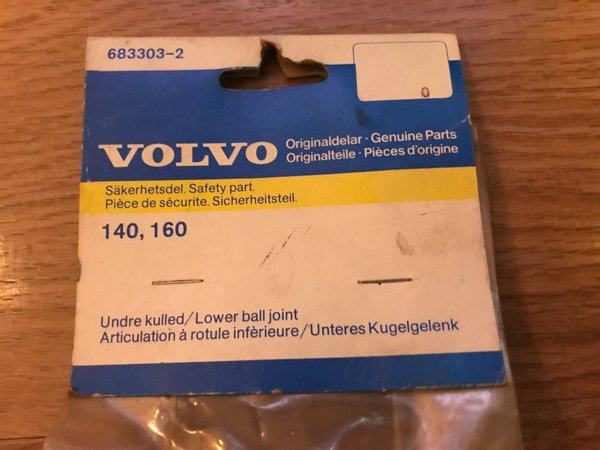 683303-2
VOLVO
Originaldelar · Genuine Parts
Originalteile · Pièces d'origine
Säkerhetsdel. Safety part.
Pièce de sécurite. Sicherheitsteil.
140, 160
Undre kulled/Lower ball joint
Articulation à rotule infèrieure/Unteres Kugelgelenk